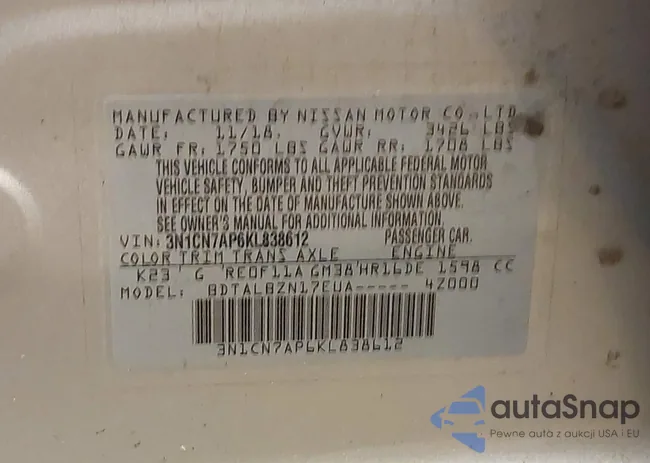 MANUFACTURED BY NISSAN MOTOR CO., LTD.
DATE: 11/18. GVWR: 3426 LBS
GAWR FR: 1750 LBS GAWR RR: 1708 LBS
THIS VEHICLE CONFORMS TO ALL APPLICABLE FEDERAL MOTOR
VEHICLE SAFETY, BUMPER AND THEFT PREVENTION STANDARDS
IN EFFECT ON THE DATE OF MANUFACTURE SHOWN ABOVE.
SEE OWNER'S MANUAL FOR ADDITIONAL INFORMATION.
VIN: 3N1CN7AP6KL838612 PASSENGER CAR.
COLOR TRIM TRANS AXLE ENGINE
K23 G RE0F11A GM38 HR16DE 1598 CC
MODEL: BDTALBZN17EUA----- 4Z000
3N1CN7AP6KL838612
autaSnap
Pewne auta z aukcji USA i EU